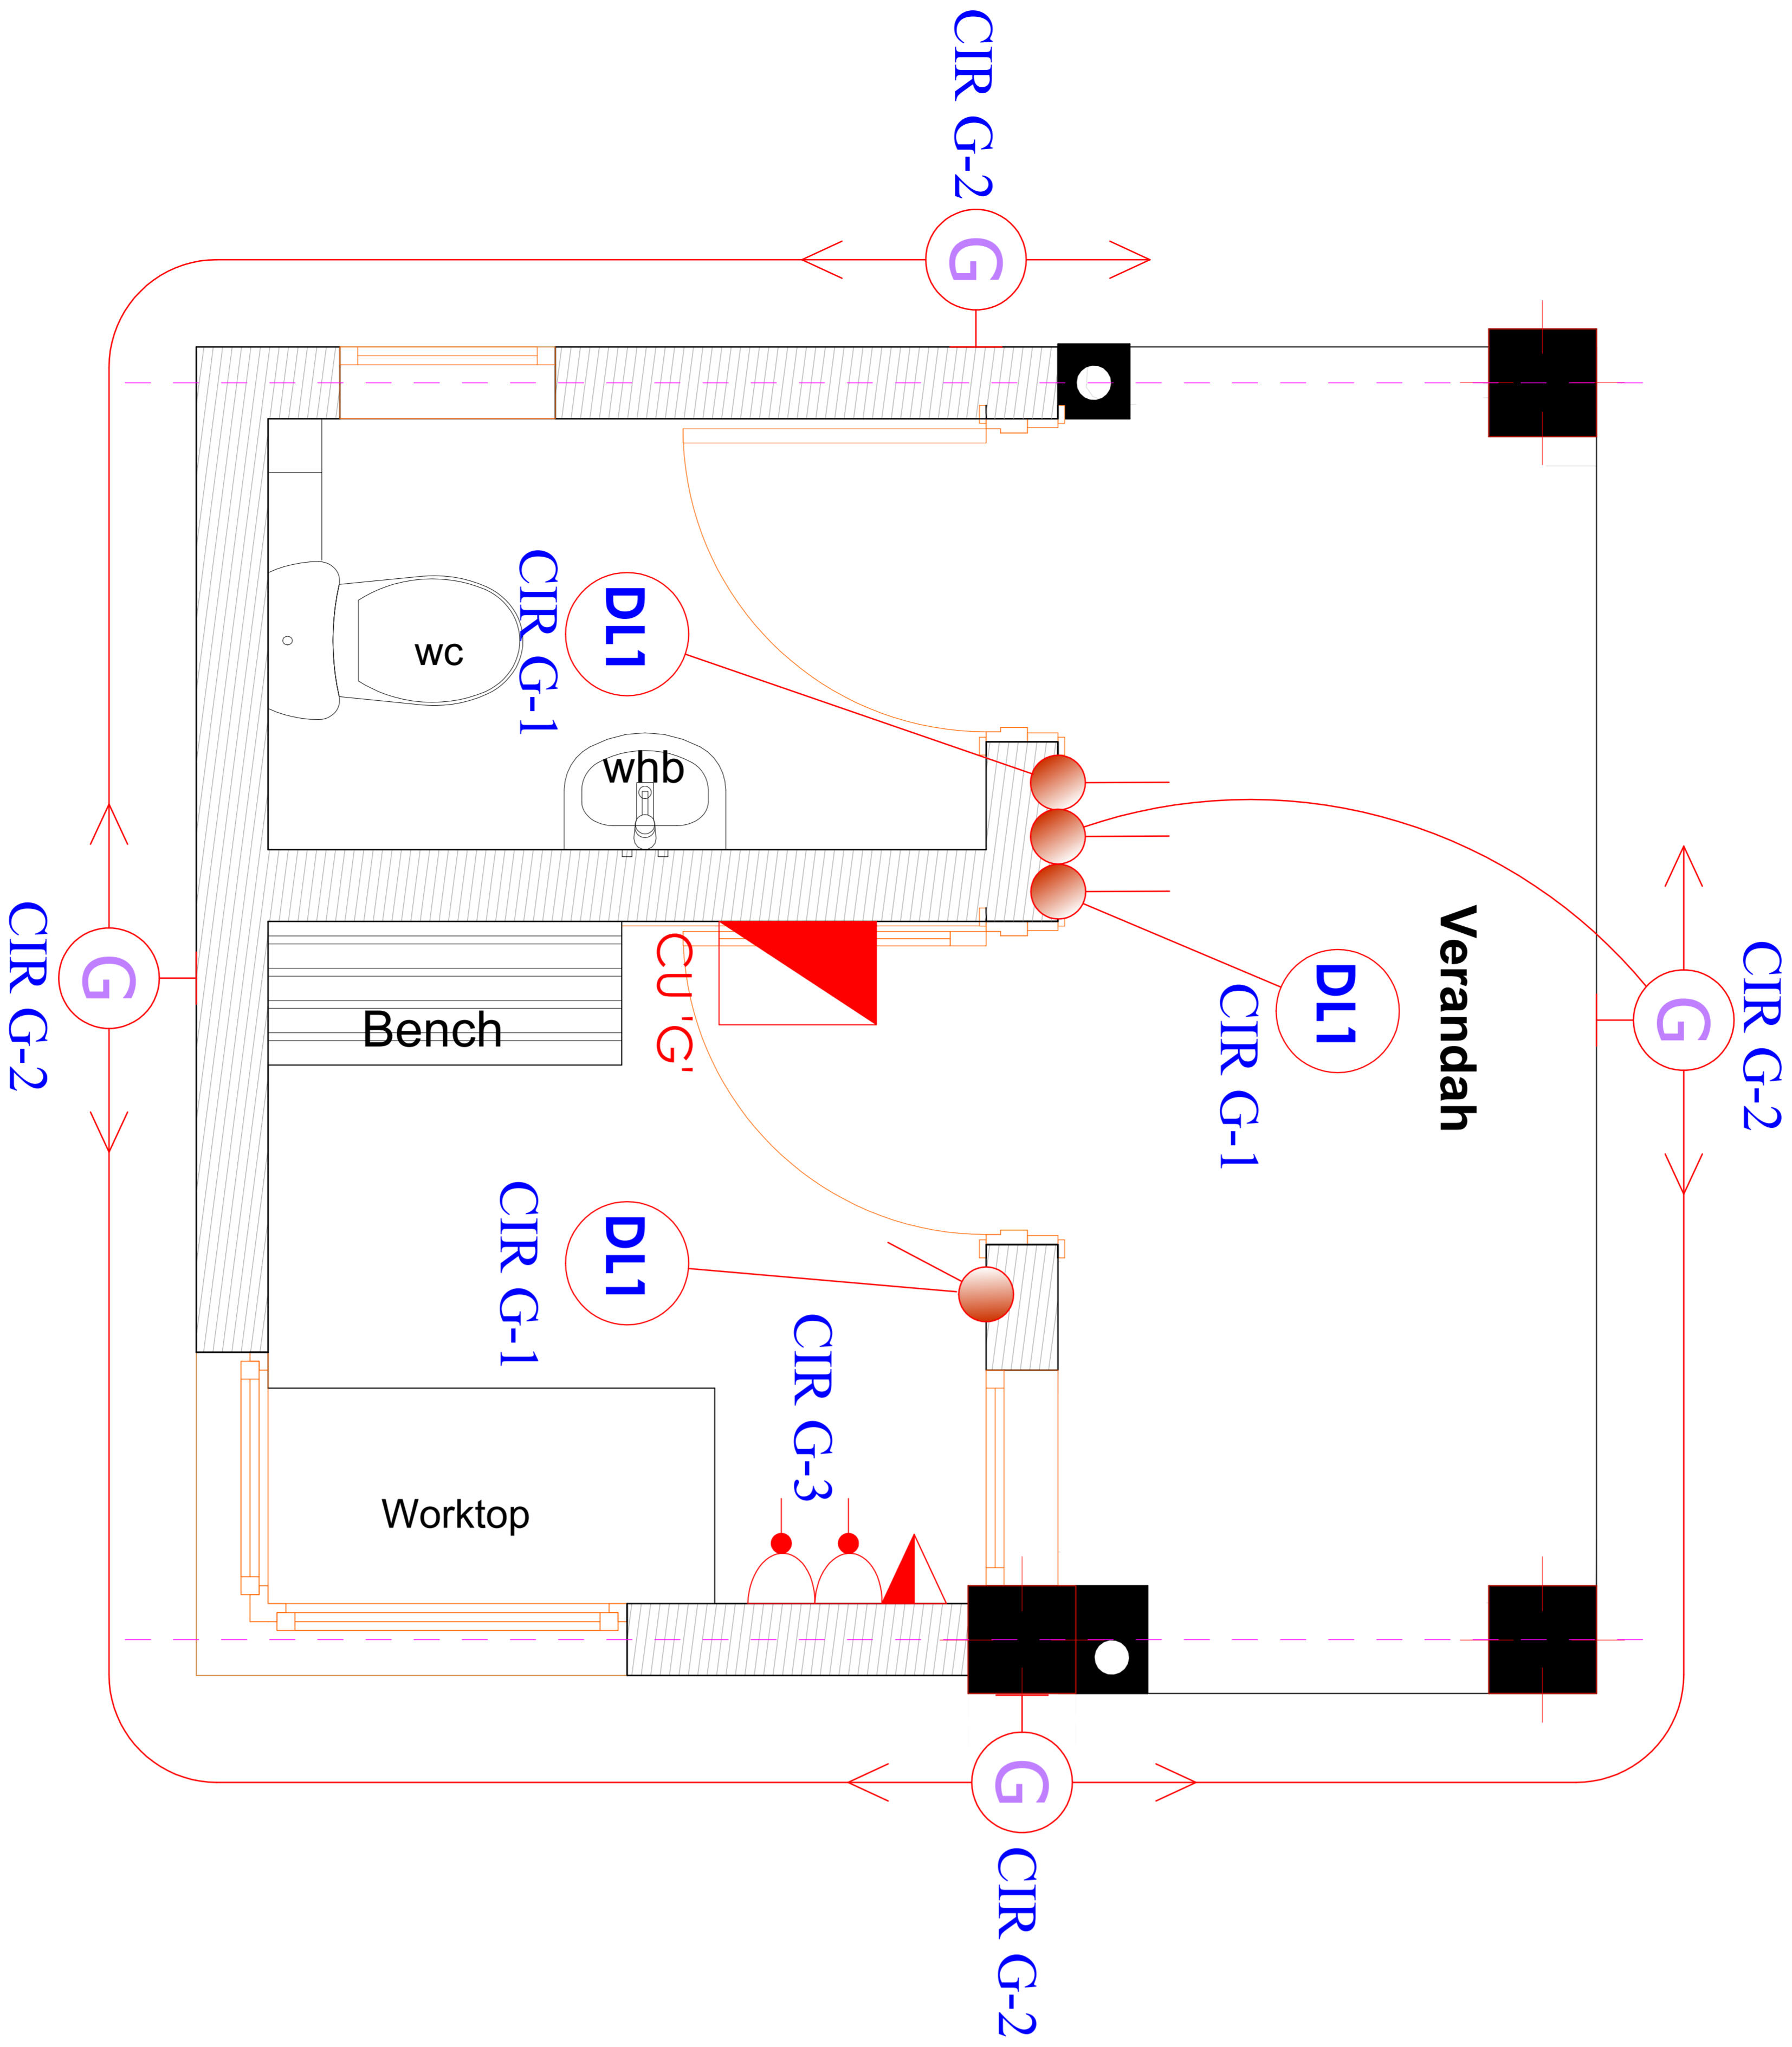 CIR G-2
G
CIR G-1
DL1
wc
whb
Verandah
CIR G-2
G
DL1
CIR G-1
CU 'G'
Bench
CIR G-2
G
CIR G-1
DL1
CIR G-3
Worktop
G
CIR G-2